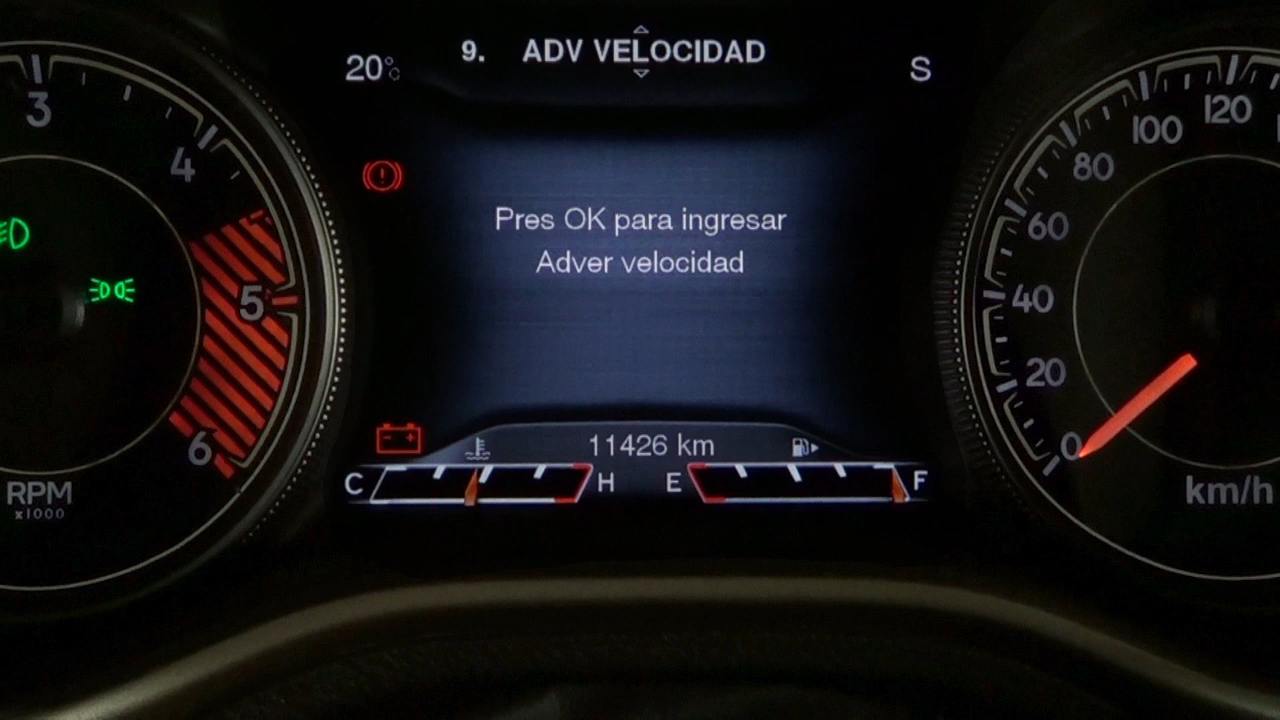 20°C
9. ADV VELOCIDAD
S
Pres OK para ingresar
Adver velocidad
11426 km
C H
E F
3
4
5
6
RPM
x1000
0
20
40
60
80
100
120
km/h